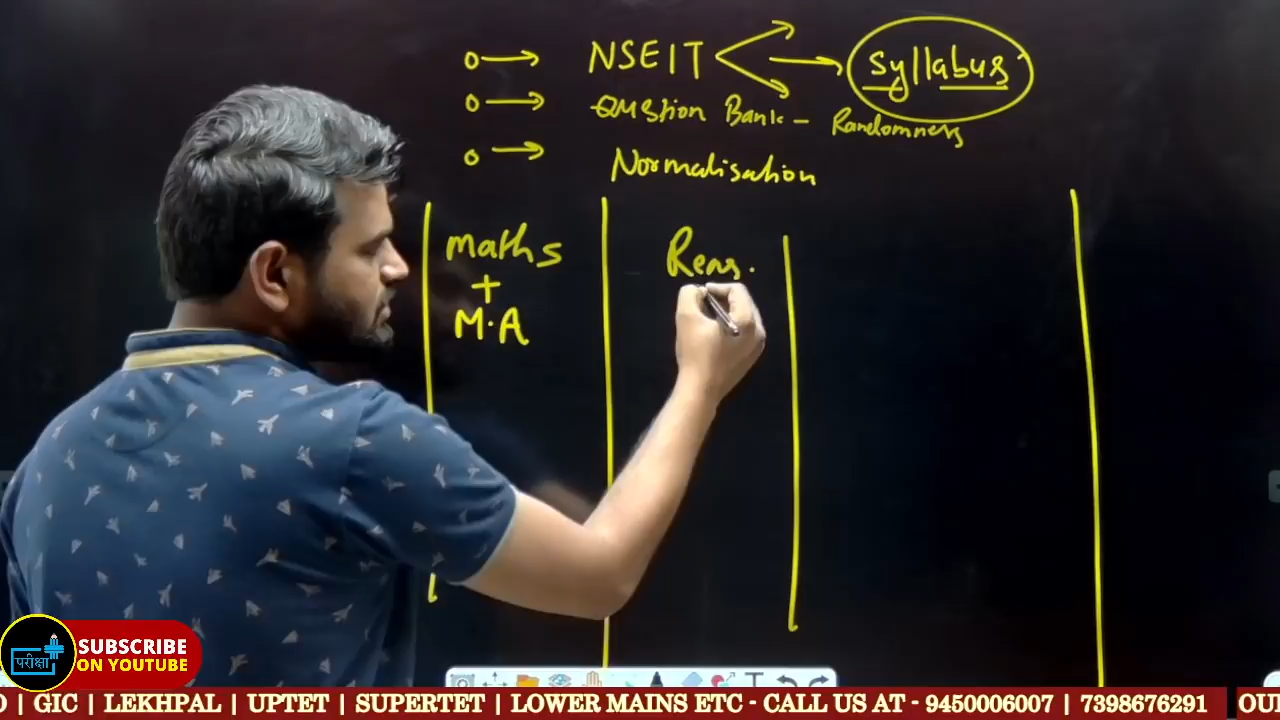 o → NSEIT → Syllabus
o → Question Bank - Randomness
o → Normalisation
maths
+
M.A
Reas.
परीक्षा
SUBSCRIBE
ON YOUTUBE
| GIC | LEKHPAL | UPTET | SUPERTET | LOWER MAINS ETC - CALL US AT - 9450006007 | 7398676291